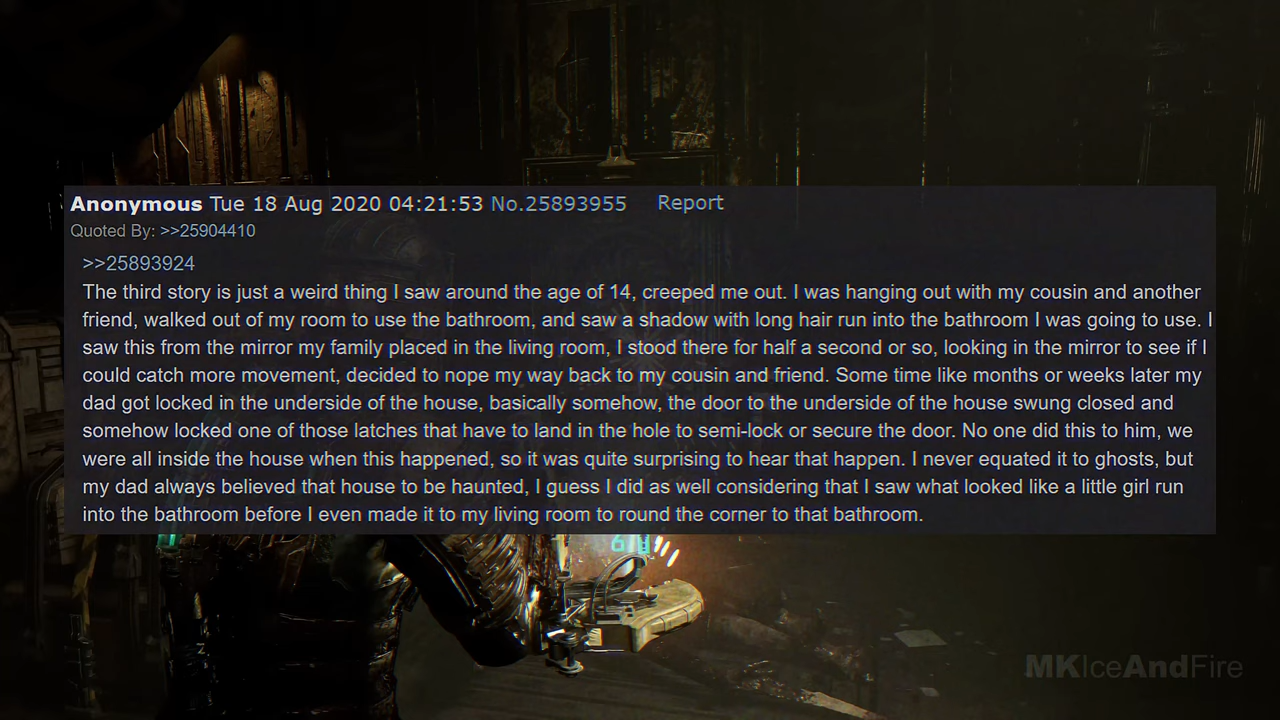 Anonymous Tue 18 Aug 2020 04:21:53 No.25893955 Report
Quoted By: >>25904410
>>25893924
The third story is just a weird thing I saw around the age of 14, creeped me out. I was hanging out with my cousin and another
friend, walked out of my room to use the bathroom, and saw a shadow with long hair run into the bathroom I was going to use. I
saw this from the mirror my family placed in the living room, I stood there for half a second or so, looking in the mirror to see if I
could catch more movement, decided to nope my way back to my cousin and friend. Some time like months or weeks later my
dad got locked in the underside of the house, basically somehow, the door to the underside of the house swung closed and
somehow locked one of those latches that have to land in the hole to semi-lock or secure the door. No one did this to him, we
were all inside the house when this happened, so it was quite surprising to hear that happen. I never equated it to ghosts, but
my dad always believed that house to be haunted, I guess I did as well considering that I saw what looked like a little girl run
into the bathroom before I even made it to my living room to round the corner to that bathroom.
MKIceAndFire